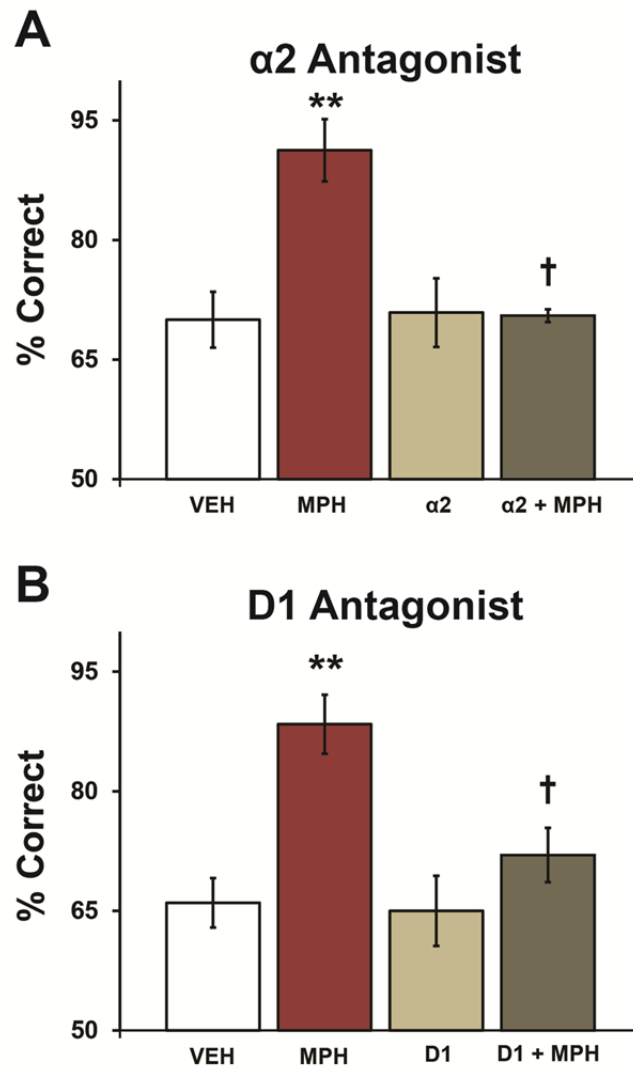 A
α2 Antagonist
% Correct
95
80
65
50
**
†
VEH MPH α2 α2 + MPH
B
D1 Antagonist
% Correct
95
80
65
50
**
†
VEH MPH D1 D1 + MPH